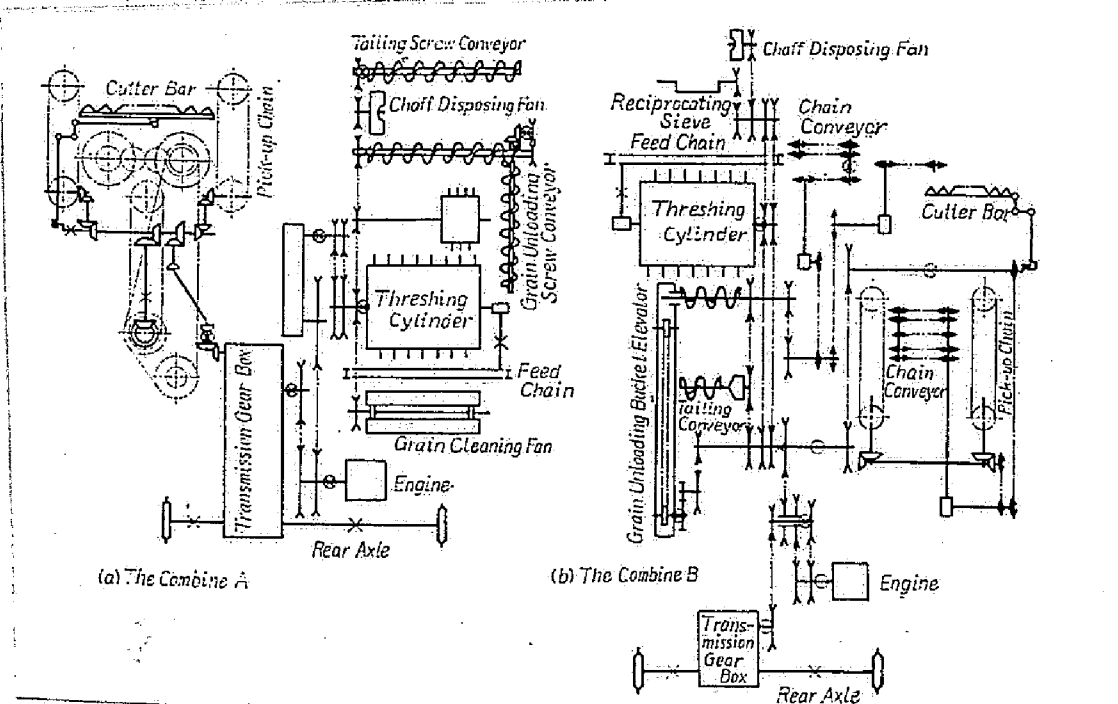 Tailing Screw Conveyor
Cutter Bar
Pick-up Chain
Chaff Disposing Fan
Grain Unloading
Screw Conveyor
Threshing
Cylinder
Feed
Chain
Grain Cleaning Fan
Transmission Gear Box
Engine
Rear Axle
(a) The Combine A
Chaff Disposing Fan
Reciprocating
Sieve
Chain
Conveyor
Feed Chain
Threshing
Cylinder
Cutter Bar
Grain Unloading Bucket Elevator
Chain
Conveyor
Pick-up Chain
Tailing
Conveyor
(b) The Combine B
Engine
Trans-
mission
Gear
Box
Rear Axle